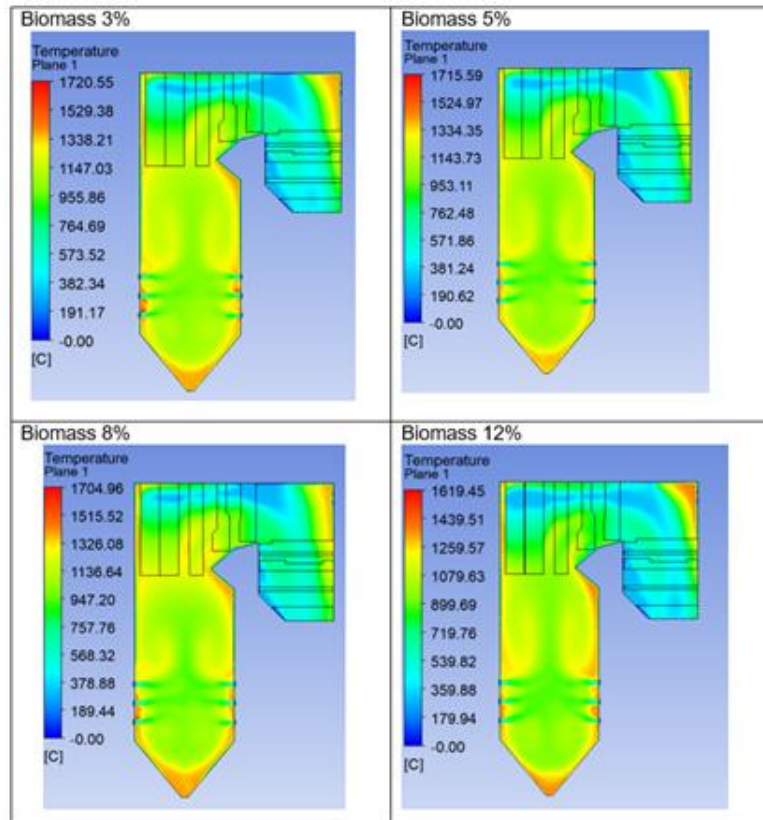 Biomass 3%
Temperature
Plane 1
1720.55
1529.38
1338.21
1147.03
955.86
764.69
573.52
382.34
191.17
-0.00
[C]
Biomass 5%
Temperature
Plane 1
1715.59
1524.97
1334.35
1143.73
953.11
762.48
571.86
381.24
190.62
-0.00
[C]
Biomass 8%
Temperature
Plane 1
1704.96
1515.52
1326.08
1136.64
947.20
757.76
568.32
378.88
189.44
-0.00
[C]
Biomass 12%
Temperature
Plane 1
1619.45
1439.51
1259.57
1079.63
899.69
719.76
539.82
359.88
179.94
-0.00
[C]